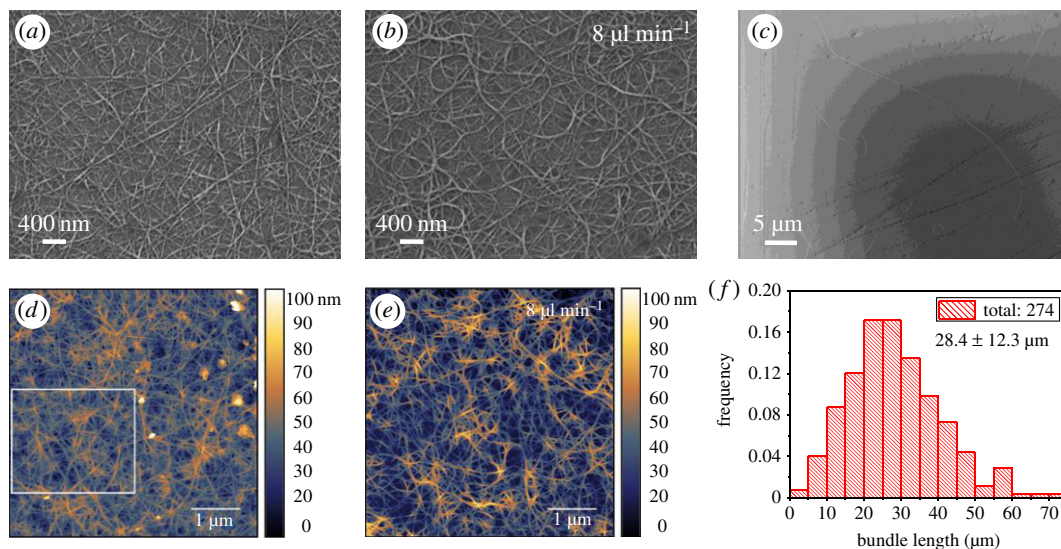 (a)
400 nm
(b)
8 µl min⁻¹
400 nm
(c)
5 µm
(d)
1 µm
100 nm
90
80
70
60
50
40
30
20
10
0
(e)
8 µl min⁻¹
1 µm
100 nm
90
80
70
60
50
40
30
20
10
0
(f)
0.20
0.16
0.12
0.08
0.04
0
frequency
total: 274
28.4 ± 12.3 µm
0 10 20 30 40 50 60 70
bundle length (µm)